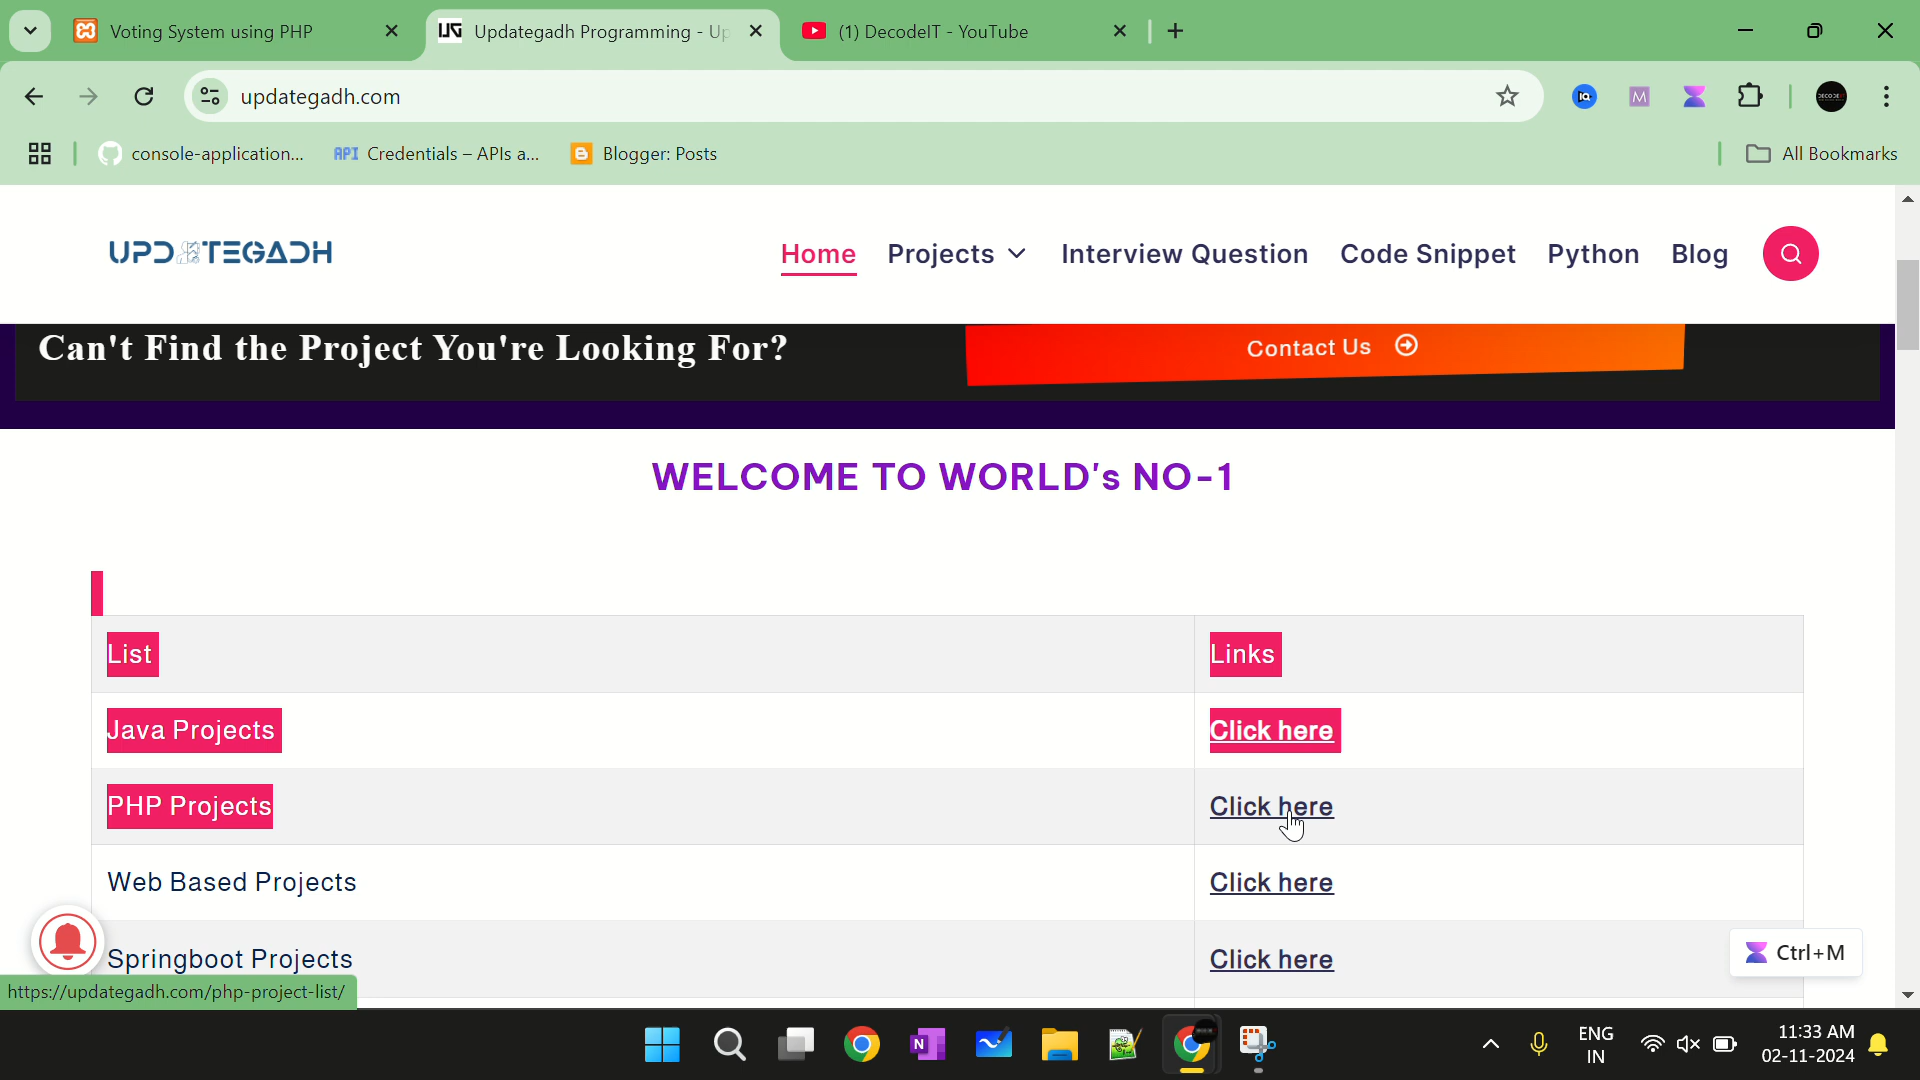 Voting System using PHP
UG Updategadh Programming - Up
(1) DecodeIT - YouTube
updategadh.com
IQ
M
console-application...
API Credentials – APIs a...
Blogger: Posts
All Bookmarks
UPDATEGADH
Home
Projects
Interview Question
Code Snippet
Python
Blog
Can't Find the Project You're Looking For?
Contact Us
WELCOME TO WORLD's NO-1
List
Links
Java Projects
Click here
PHP Projects
Click here
Web Based Projects
Click here
Springboot Projects
Click here
Ctrl+M
https://updategadh.com/php-project-list/
N
ENG
IN
11:33 AM
02-11-2024